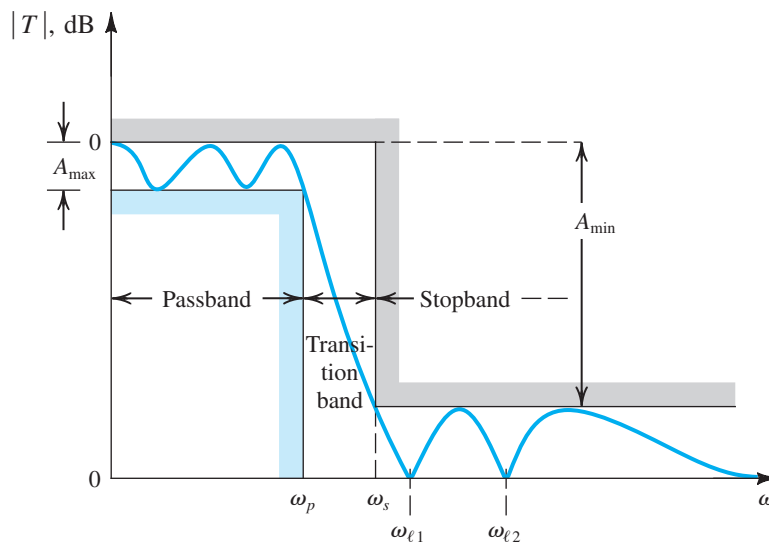 |T|, dB
0
A_max
A_min
Passband
Stopband
Transi-
tion
band
0
ω_p
ω_s
ω
ω_ℓ1
ω_ℓ2